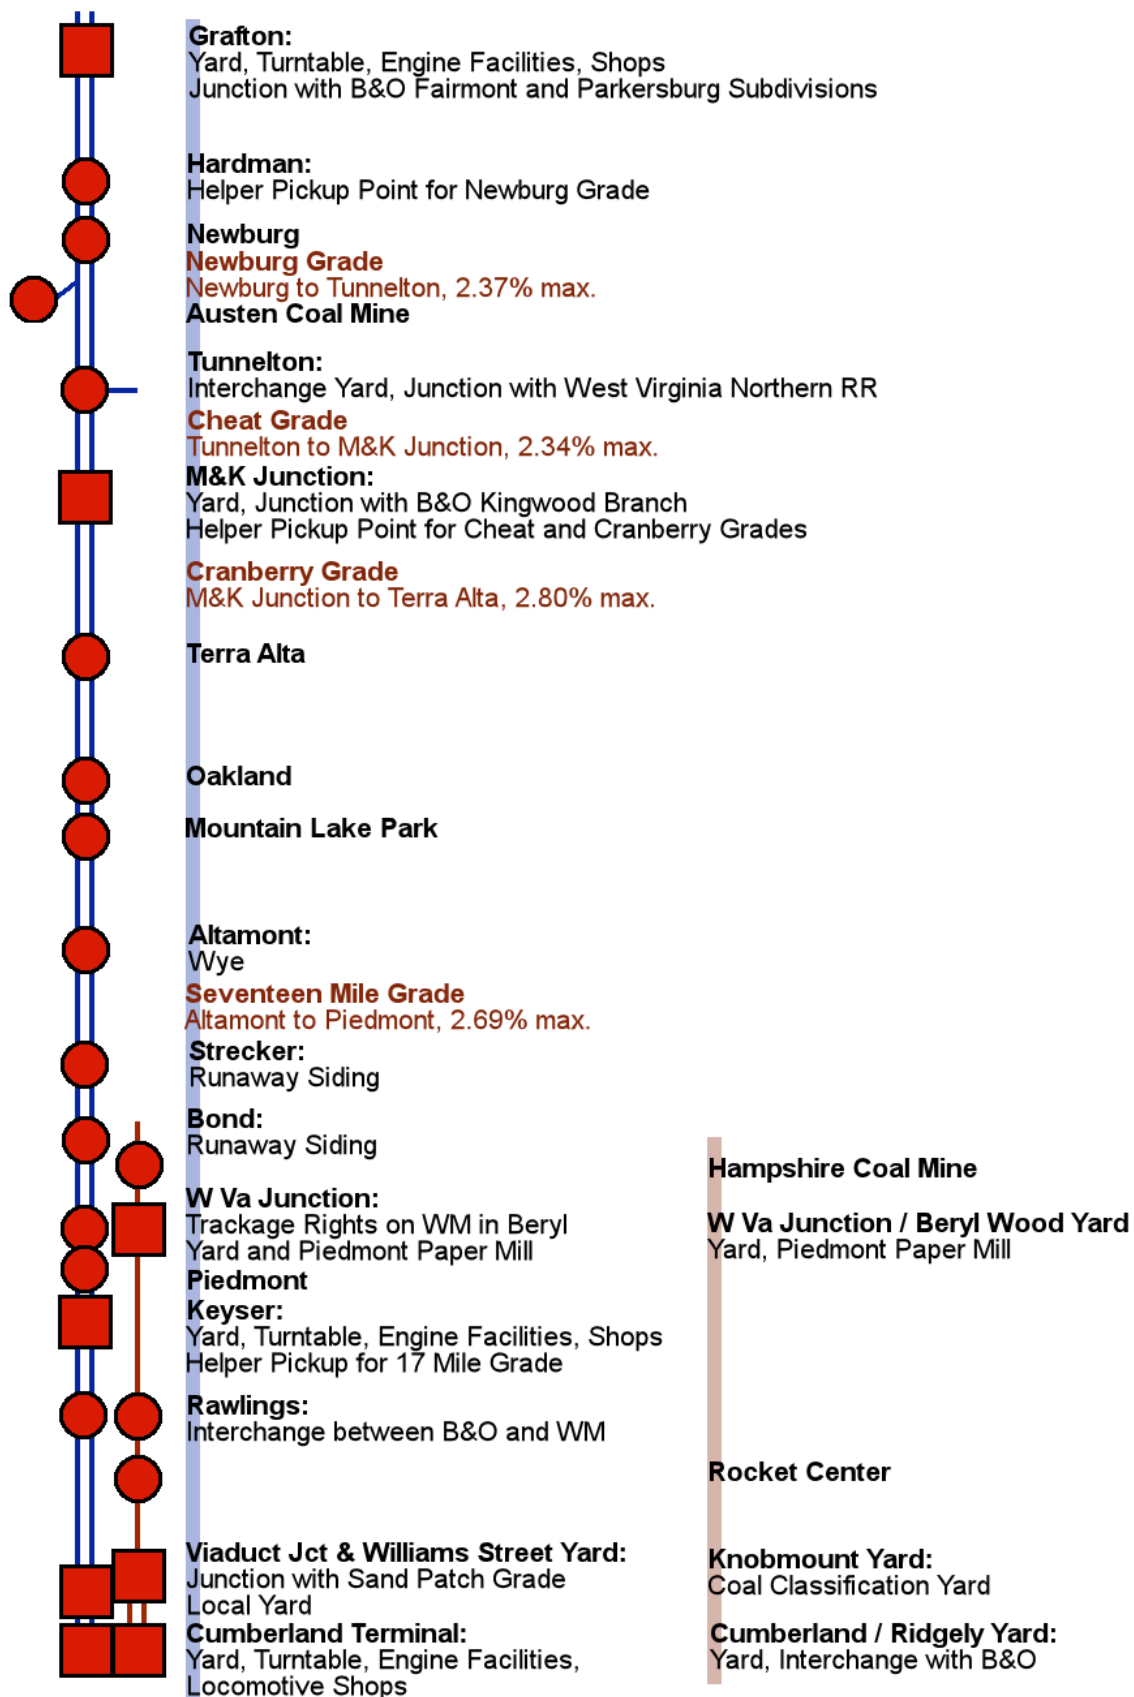 Grafton:
Yard, Turntable, Engine Facilities, Shops
Junction with B&O Fairmont and Parkersburg Subdivisions
Hardman:
Helper Pickup Point for Newburg Grade
Newburg
Newburg Grade
Newburg to Tunnelton, 2.37% max.
Austen Coal Mine
Tunnelton:
Interchange Yard, Junction with West Virginia Northern RR
Cheat Grade
Tunnelton to M&K Junction, 2.34% max.
M&K Junction:
Yard, Junction with B&O Kingwood Branch
Helper Pickup Point for Cheat and Cranberry Grades
Cranberry Grade
M&K Junction to Terra Alta, 2.80% max.
Terra Alta
Oakland
Mountain Lake Park
Altamont:
Wye
Seventeen Mile Grade
Altamont to Piedmont, 2.69% max.
Strecker:
Runaway Siding
Bond:
Runaway Siding
W Va Junction:
Trackage Rights on WM in Beryl
Yard and Piedmont Paper Mill
Piedmont
Keyser:
Yard, Turntable, Engine Facilities, Shops
Helper Pickup for 17 Mile Grade
Rawlings:
Interchange between B&O and WM
Viaduct Jct & Williams Street Yard:
Junction with Sand Patch Grade
Local Yard
Cumberland Terminal:
Yard, Turntable, Engine Facilities,
Locomotive Shops
Hampshire Coal Mine
W Va Junction / Beryl Wood Yard
Yard, Piedmont Paper Mill
Rocket Center
Knobmount Yard:
Coal Classification Yard
Cumberland / Ridgely Yard:
Yard, Interchange with B&O